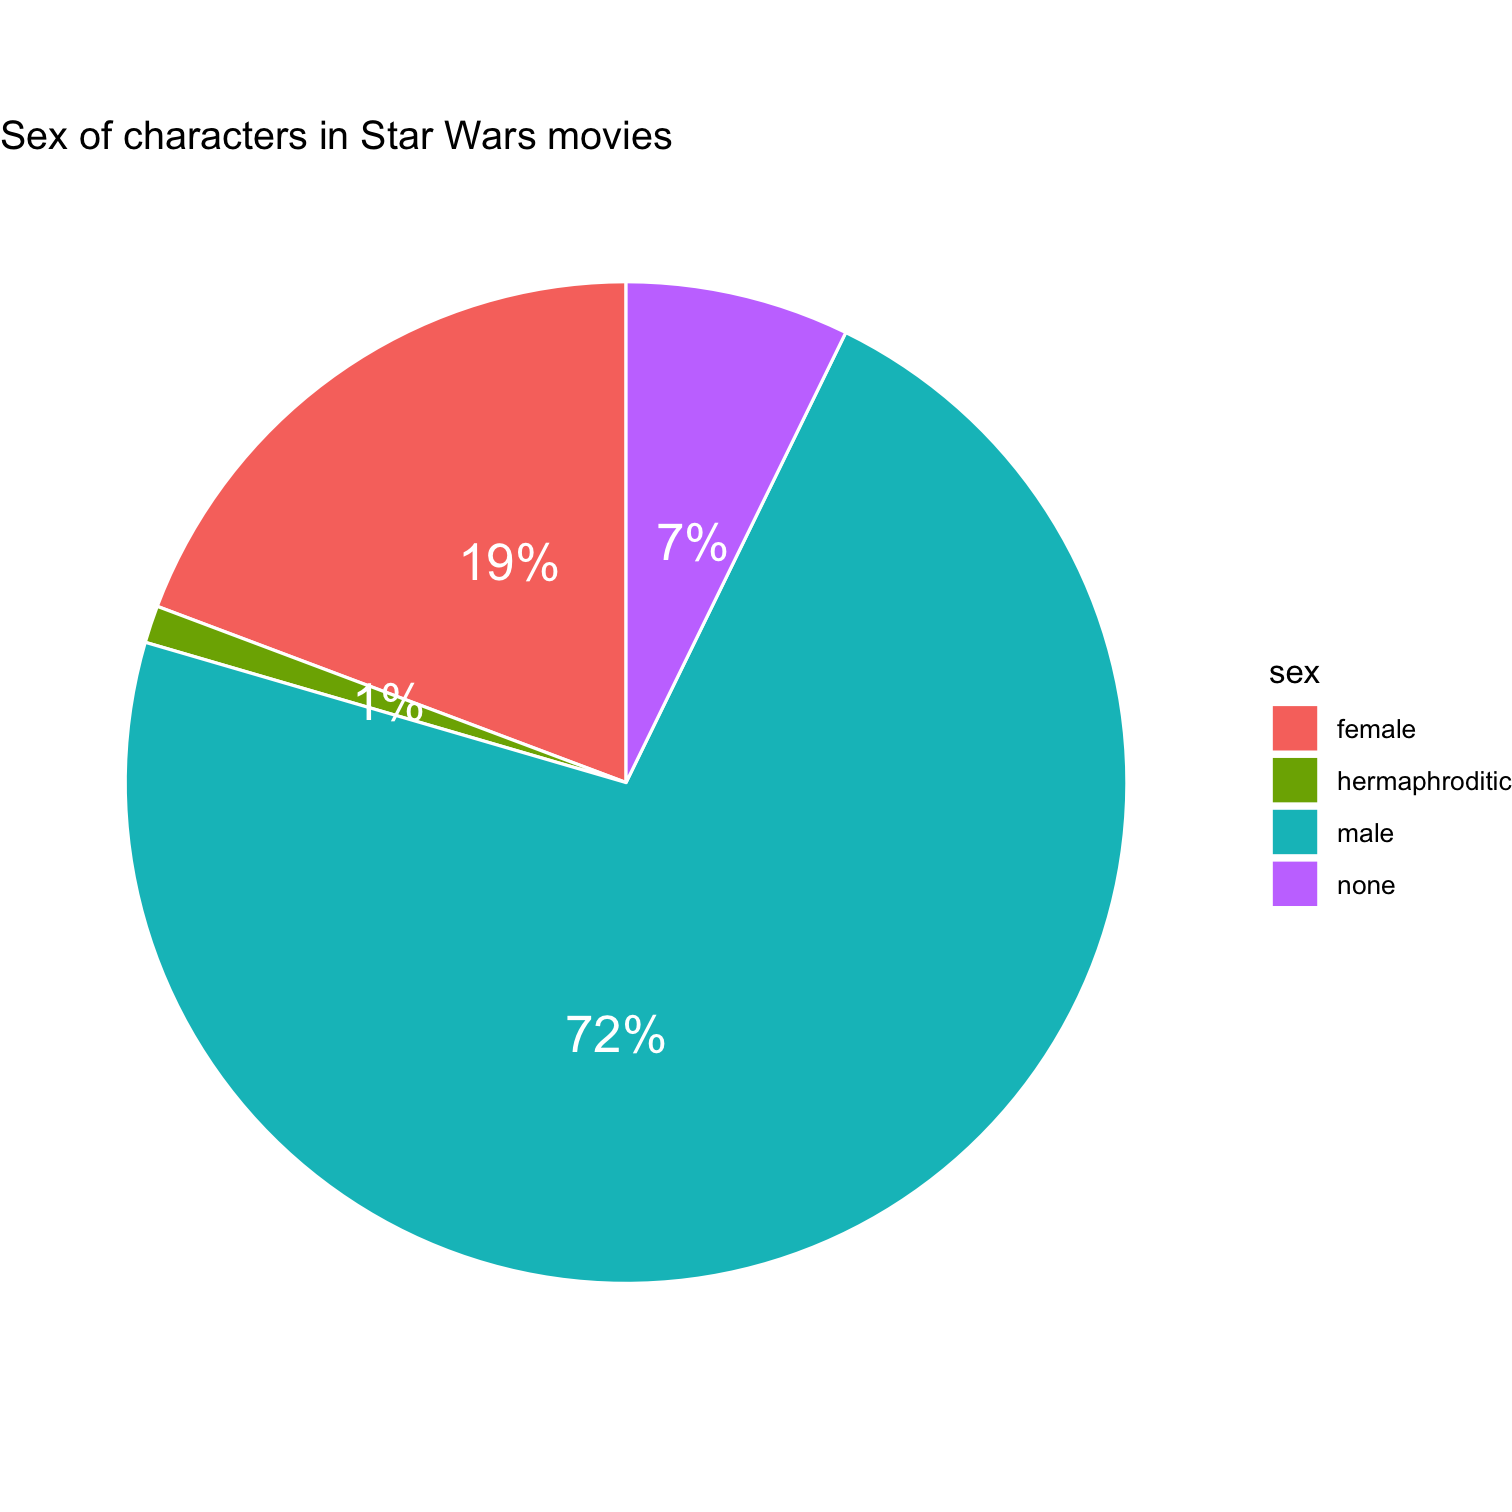 Sex of characters in Star Wars movies
7%
19%
1%
72%
sex
female
hermaphroditic
male
none